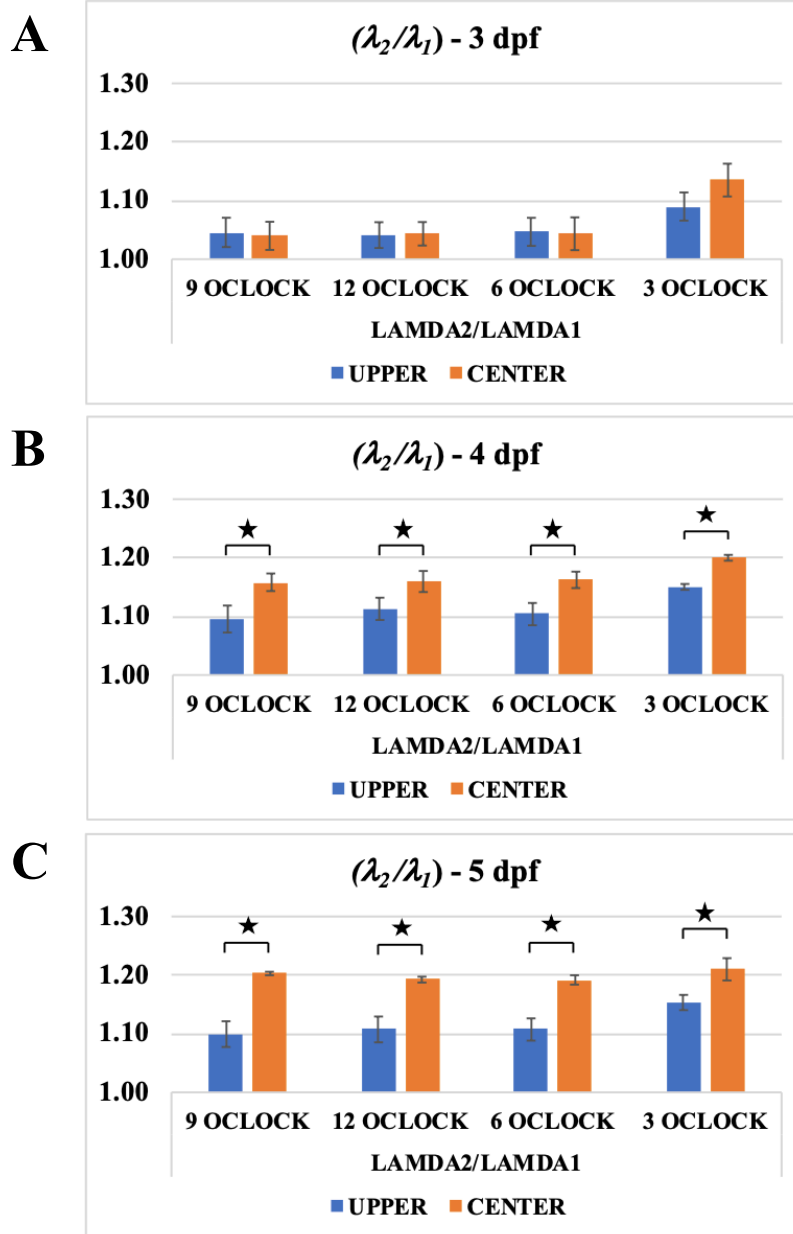 A
(λ2/λ1) - 3 dpf
1.30
1.20
1.10
1.00
9 OCLOCK 12 OCLOCK 6 OCLOCK 3 OCLOCK
LAMDA2/LAMDA1
UPPER CENTER
B
(λ2/λ1) - 4 dpf
1.30
1.20
1.10
1.00
9 OCLOCK 12 OCLOCK 6 OCLOCK 3 OCLOCK
LAMDA2/LAMDA1
UPPER CENTER
C
(λ2/λ1) - 5 dpf
1.30
1.20
1.10
1.00
9 OCLOCK 12 OCLOCK 6 OCLOCK 3 OCLOCK
LAMDA2/LAMDA1
UPPER CENTER